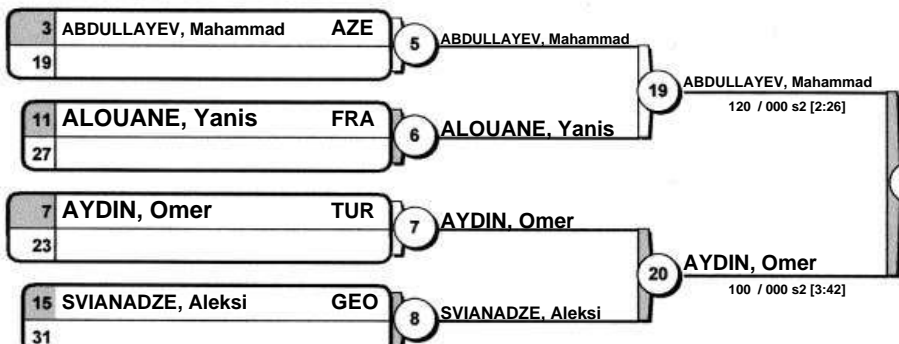 3 ABDULLAYEV, Mahammad AZE
19
5 ABDULLAYEV, Mahammad
11 ALOUANE, Yanis FRA
27
6 ALOUANE, Yanis
19 ABDULLAYEV, Mahammad
120 / 000 s2 [2:26]
7 AYDIN, Omer TUR
23
7 AYDIN, Omer
15 SVIANADZE, Aleksi GEO
31
8 SVIANADZE, Aleksi
20 AYDIN, Omer
100 / 000 s2 [3:42]